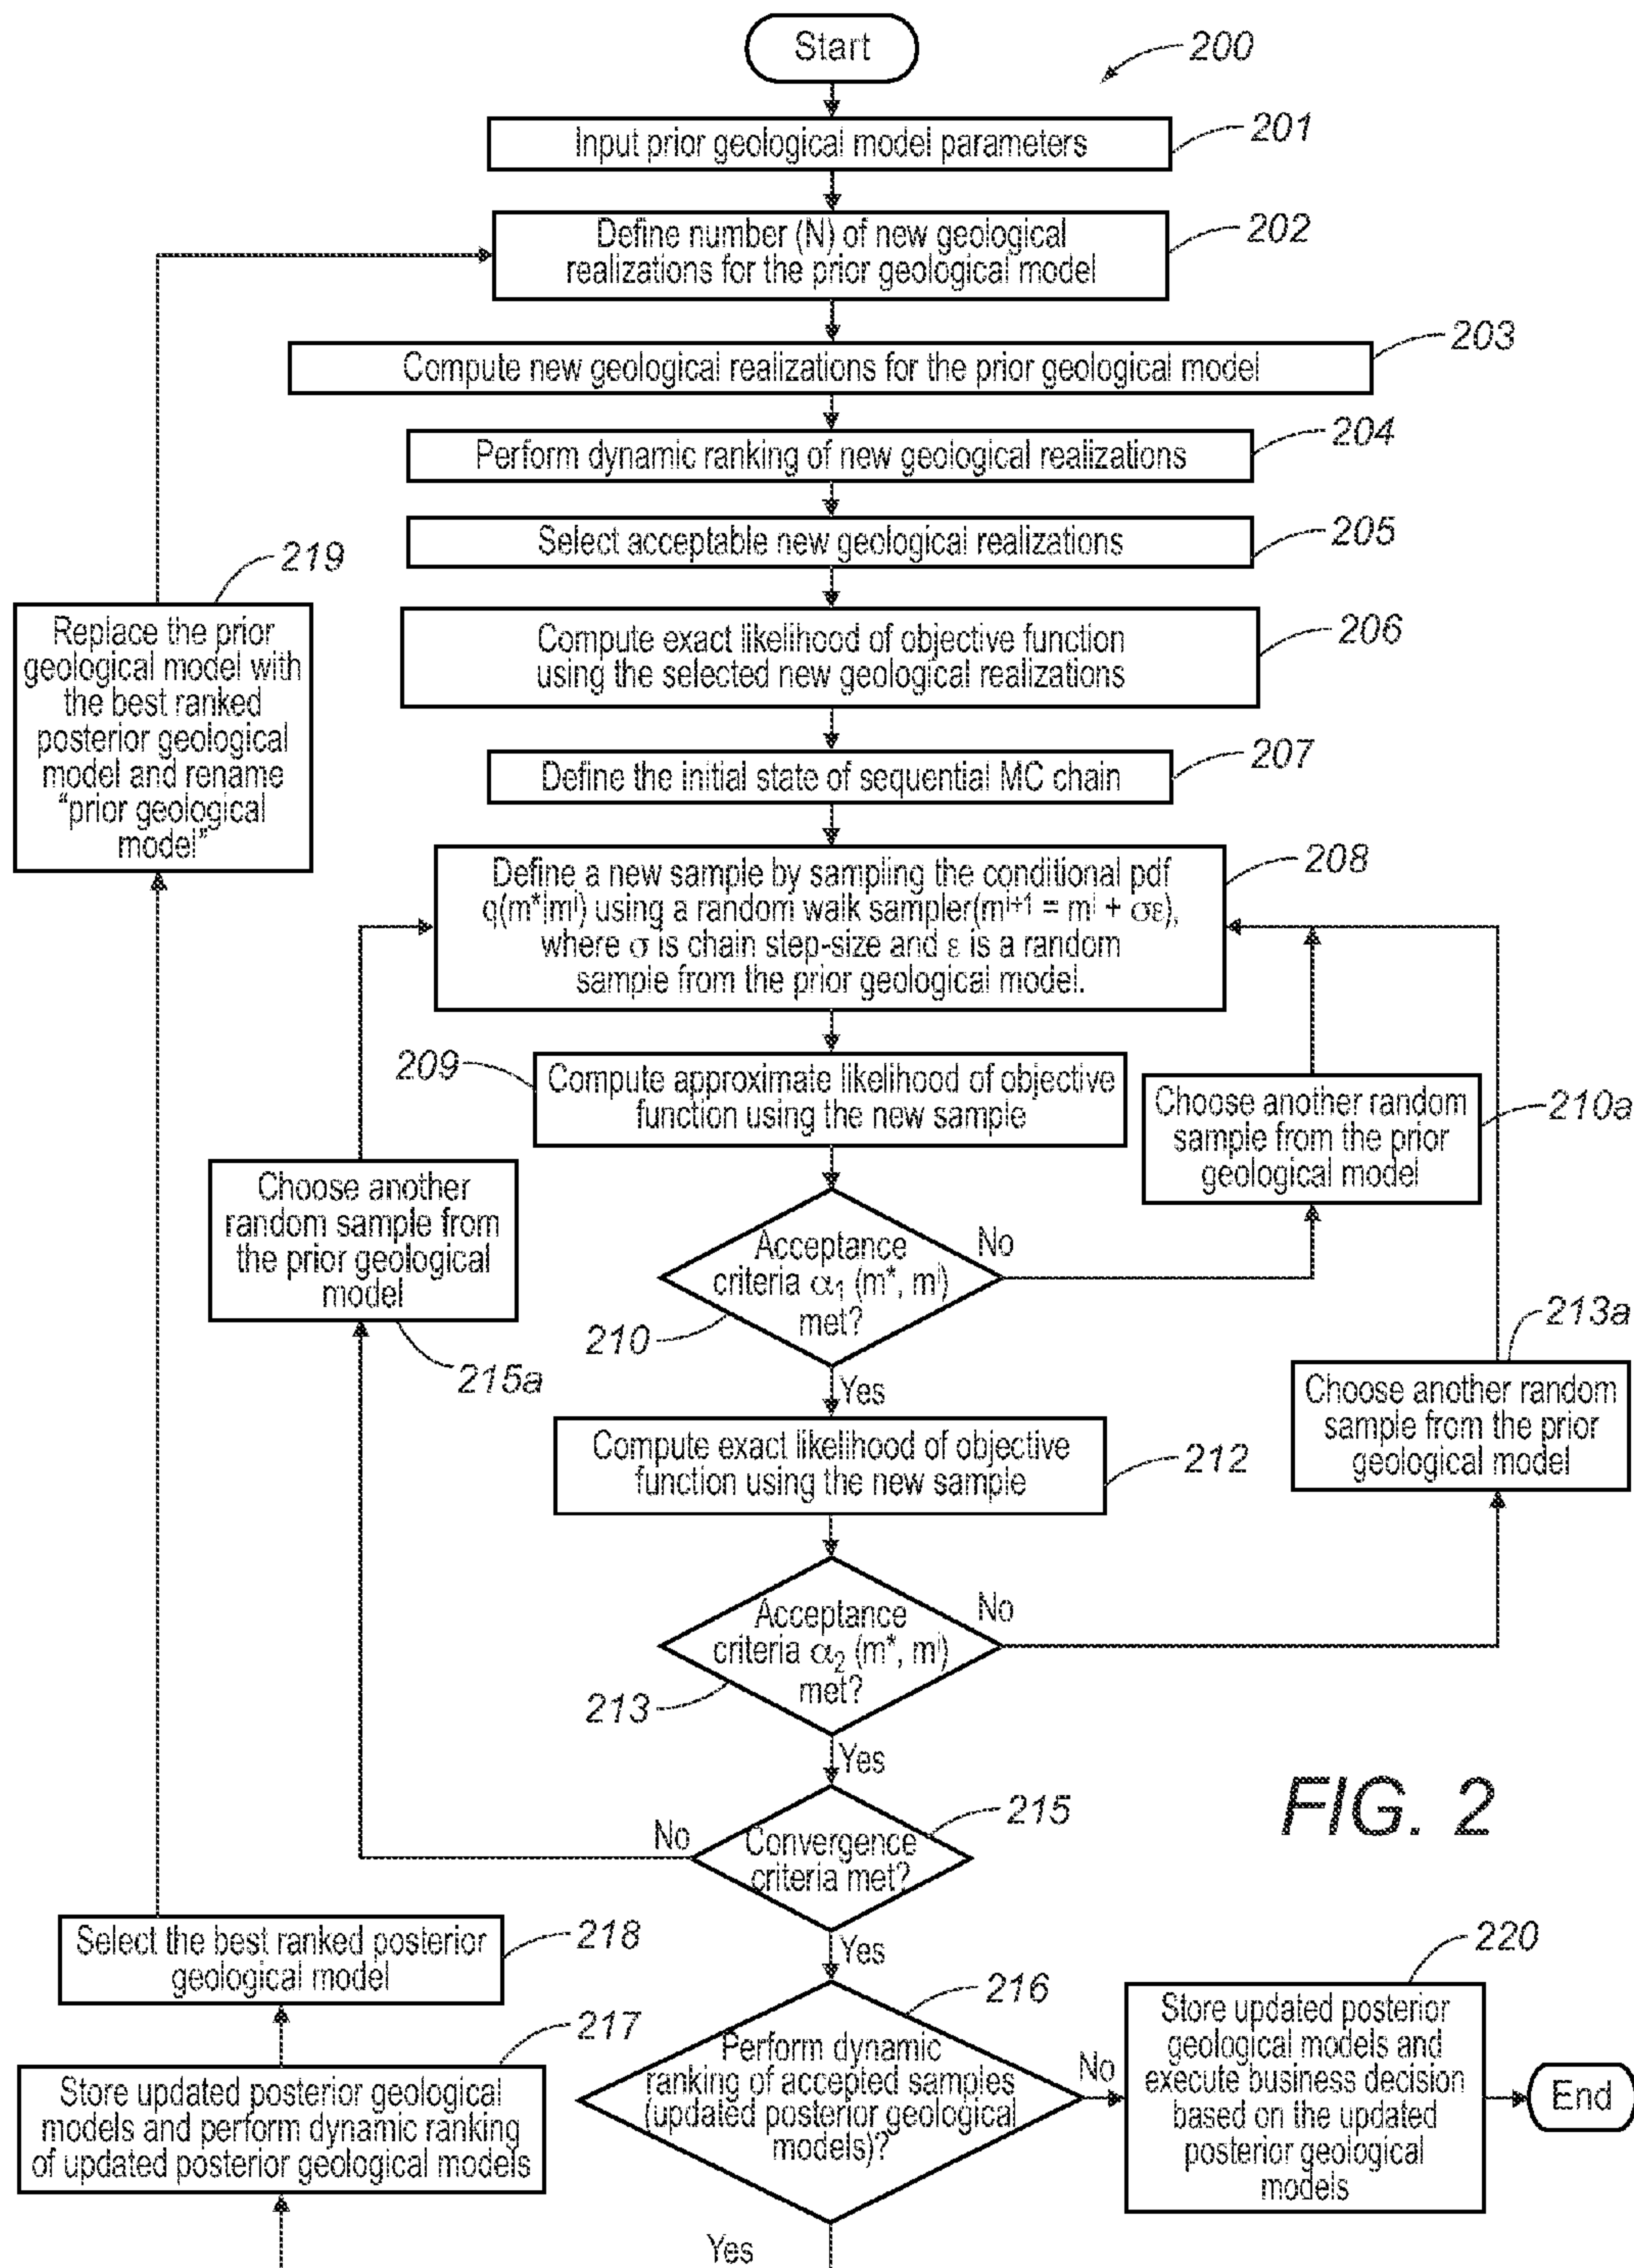 Start
200
Input prior geological model parameters
201
Define number (N) of new geological
realizations for the prior geological model
202
Compute new geological realizations for the prior geological model
203
Perform dynamic ranking of new geological realizations
204
Select acceptable new geological realizations
205
219
Replace the prior
geological model with
the best ranked
posterior geological
model and rename
“prior geological
model”
Compute exact likelihood of objective function
using the selected new geological realizations
206
Define the initial state of sequential MC chain
207
Define a new sample by sampling the conditional pdf
q(m*|mʲ) using a random walk sampler(mʲ⁺¹ = mʲ + σε),
where σ is chain step-size and ε is a random
sample from the prior geological model.
208
209
Compute approximate likelihood of objective
function using the new sample
Choose another random
sample from the prior
geological model
210a
Choose another
random sample from
the prior geological
model
215a
Acceptance
criteria α₁ (m*, mʲ)
met?
210
No
Yes
213a
Choose another random
sample from the prior
geological model
Compute exact likelihood of objective
function using the new sample
212
Acceptance
criteria α₂ (m*, mʲ)
met?
213
No
Yes
Convergence
criteria met?
215
No
Yes
FIG. 2
Select the best ranked posterior
geological model
218
Store updated posterior geological
models and perform dynamic ranking
of updated posterior geological models
217
Perform dynamic
ranking of accepted samples
(updated posterior geological
models)?
216
No
Yes
Store updated posterior
geological models and
execute business decision
based on the updated
posterior geological
models
220
End